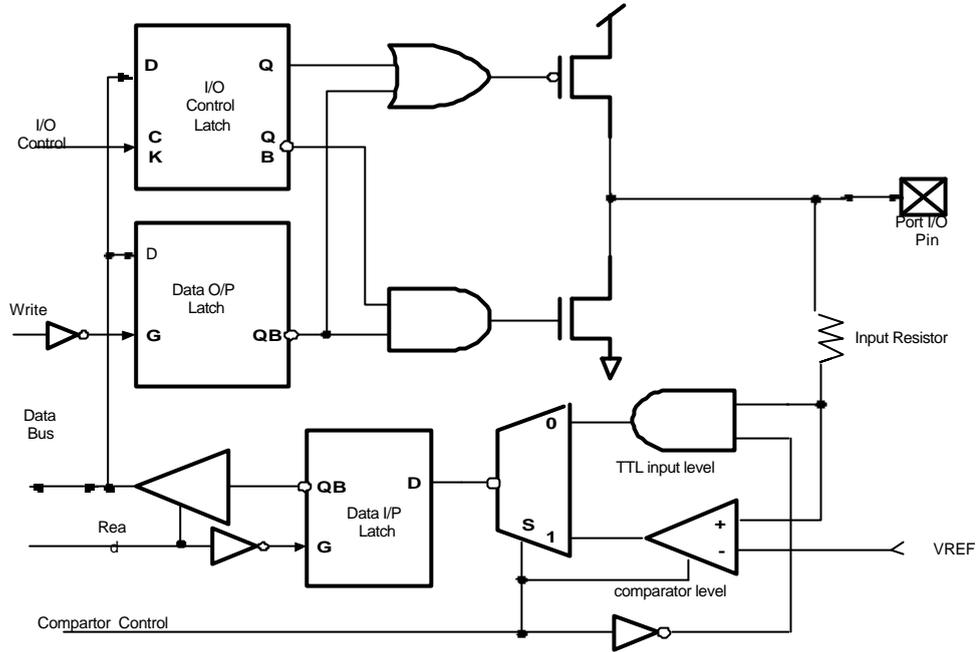 D
Q
I/O
Control
Latch
I/O
Control
C
K
Q
B
Port I/O
Pin
D
Data O/P
Latch
Write
G
QB
Input Resistor
Data
Bus
0
TTL input level
QB
D
Data I/P
Latch
S
1
+
-
Rea
d
G
VREF
comparator level
Compartor Control